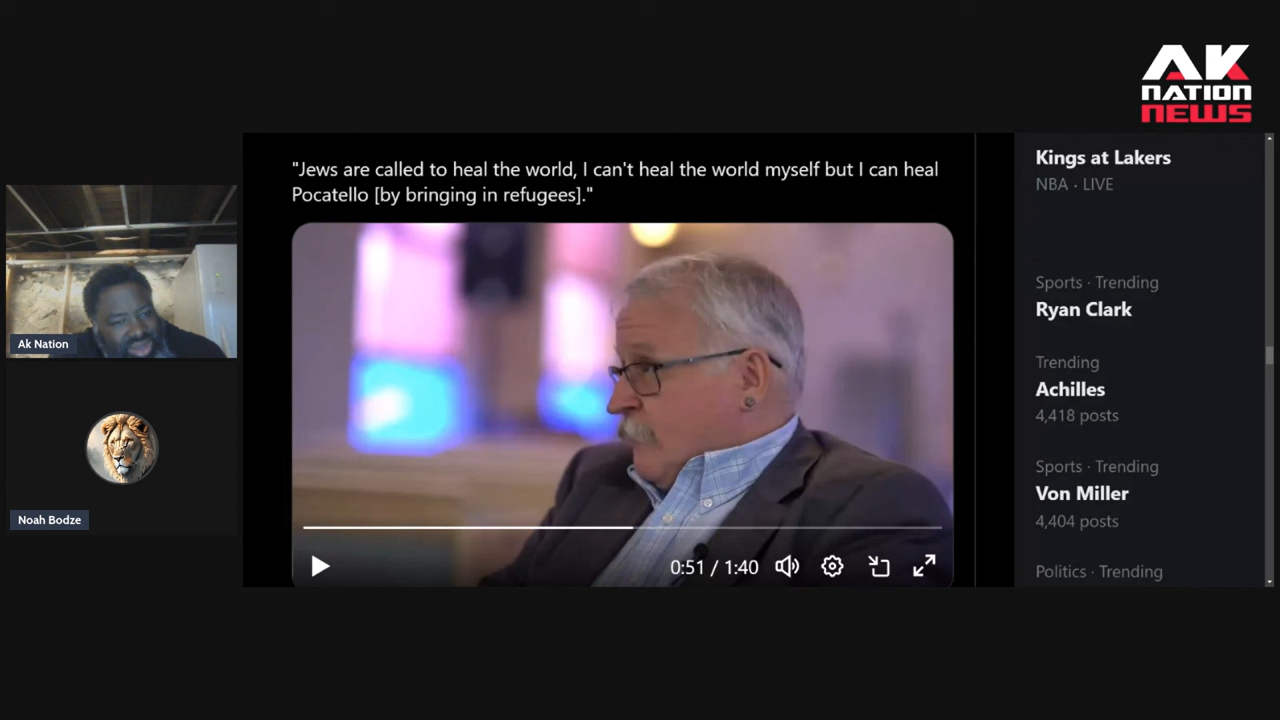 AK
NATION
NEWS
"Jews are called to heal the world, I can't heal the world myself but I can heal
Pocatello [by bringing in refugees]."
0:51 / 1:40
Ak Nation
Noah Bodze
Kings at Lakers
NBA · LIVE
Sports · Trending
Ryan Clark
Trending
Achilles
4,418 posts
Sports · Trending
Von Miller
4,404 posts
Politics · Trending